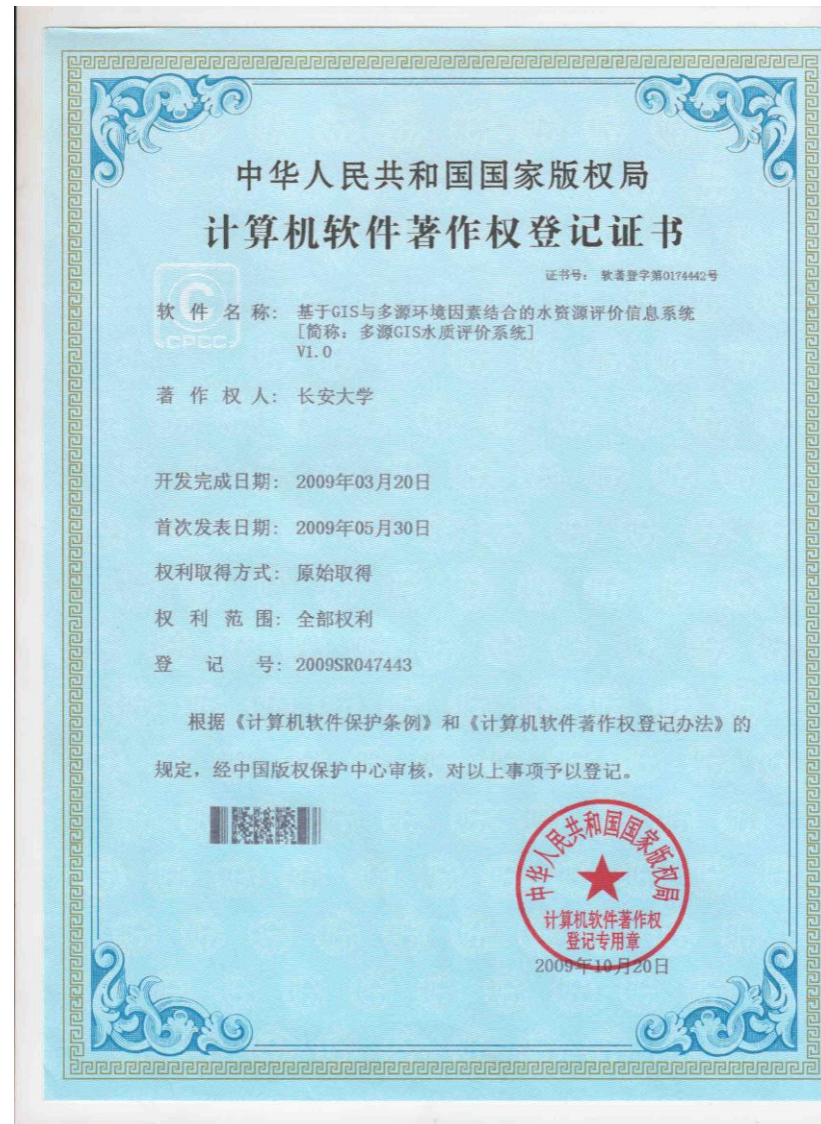 中华人民共和国国家版权局
计算机软件著作权登记证书
证书号： 软著登字第0174442号
软 件 名 称： 基于GIS与多源环境因素结合的水资源评价信息系统
[简称：多源GIS水质评价系统]
V1.0
著 作 权 人： 长安大学
开发完成日期： 2009年03月20日
首次发表日期： 2009年05月30日
权利取得方式： 原始取得
权 利 范 围： 全部权利
登 记 号： 2009SR047443
根据《计算机软件保护条例》和《计算机软件著作权登记办法》的
规定，经中国版权保护中心审核，对以上事项予以登记。
CPCC
中华人民共和国国家版权局
计算机软件著作权
登记专用章
2009年10月20日